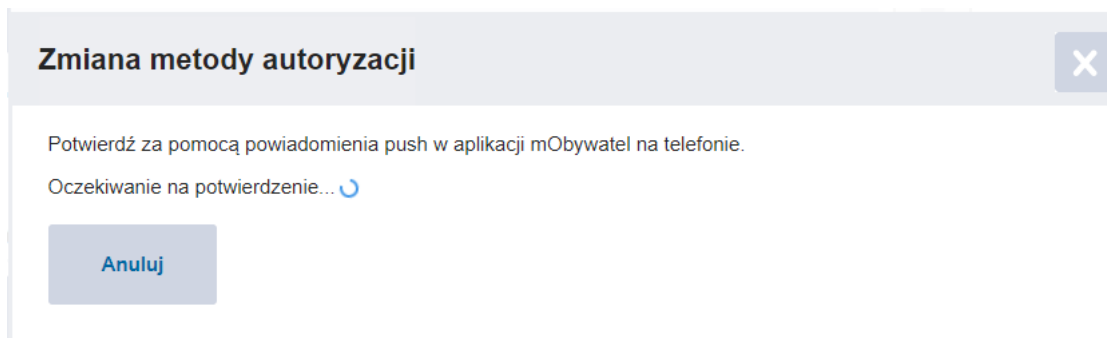 Zmiana metody autoryzacji
Potwierdź za pomocą powiadomienia push w aplikacji mObywatel na telefonie.
Oczekiwanie na potwierdzenie...
Anuluj